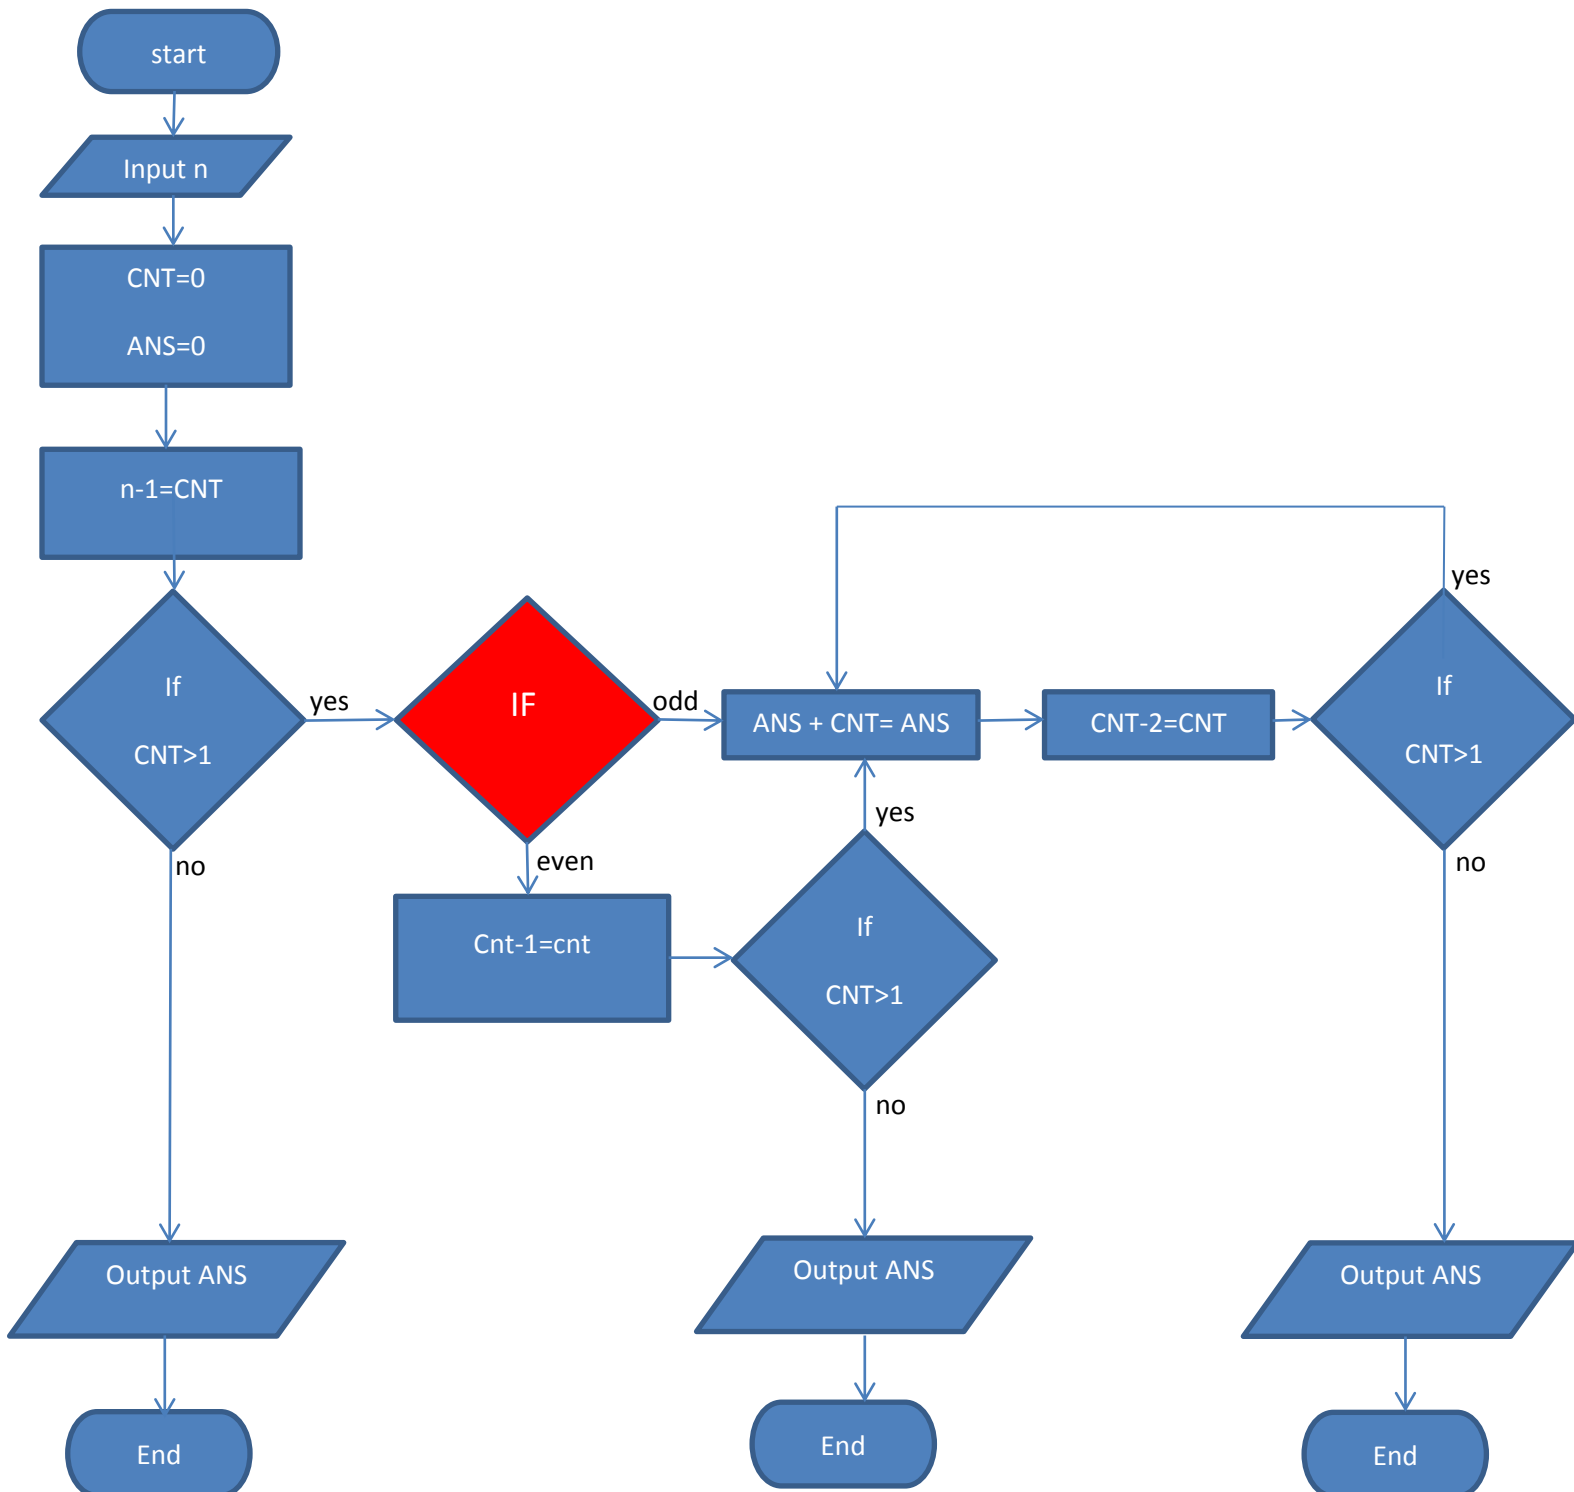 start
Input n
CNT=0
ANS=0
n-1=CNT
If
CNT>1
yes
no
IF
odd
even
ANS + CNT= ANS
CNT-2=CNT
If
CNT>1
yes
no
Cnt-1=cnt
If
CNT>1
yes
no
Output ANS
Output ANS
Output ANS
End
End
End